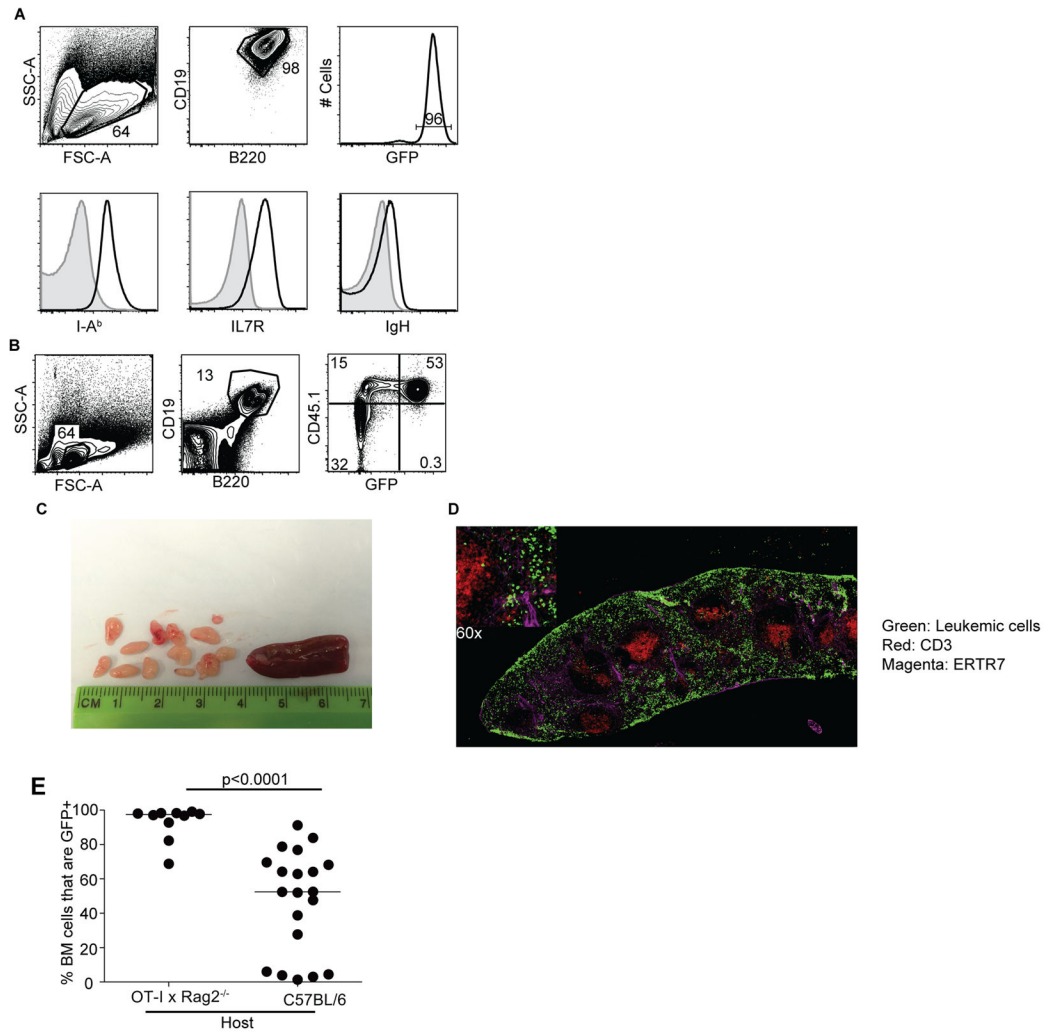 A
SSC-A
64
FSC-A
CD19
98
B220
# Cells
96
GFP
I-Aᵇ
IL7R
IgH
B
SSC-A
64
FSC-A
CD19
13
B220
CD45.1
15
53
32
0.3
GFP
C
CM 1 2 3 4 5 6 7
D
60x
Green: Leukemic cells
Red: CD3
Magenta: ERTR7
E
p<0.0001
% BM cells that are GFP+
100
80
60
40
20
0
OT-I x Rag2⁻/⁻
C57BL/6
Host